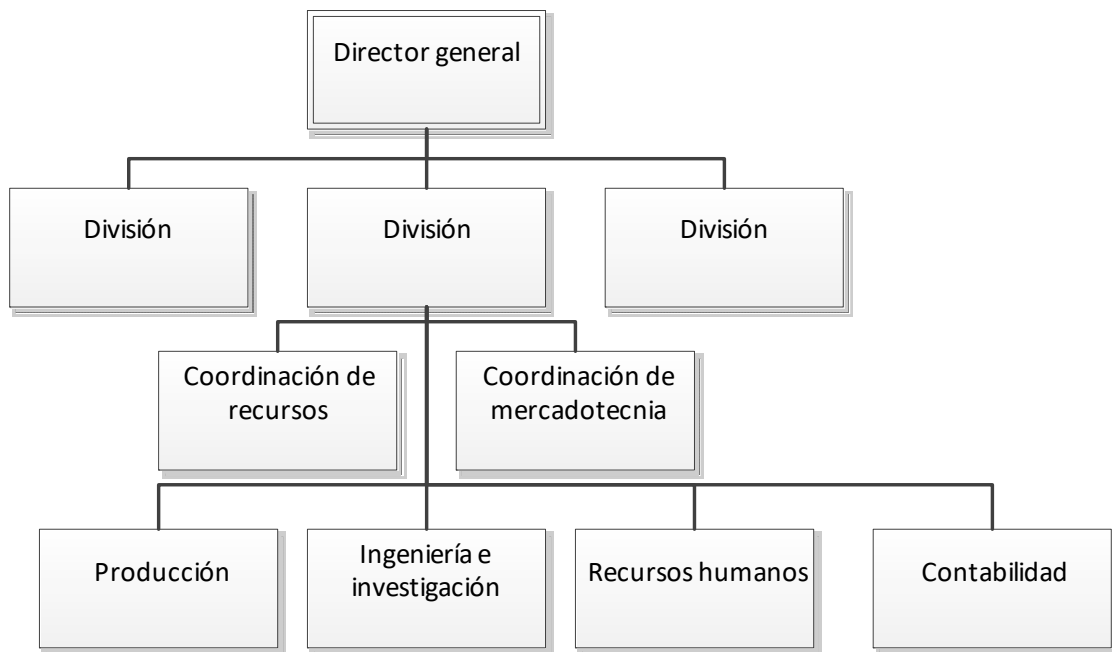 Director general
División
División
División
Coordinación de
recursos
Coordinación de
mercadotecnia
Producción
Ingeniería e
investigación
Recursos humanos
Contabilidad